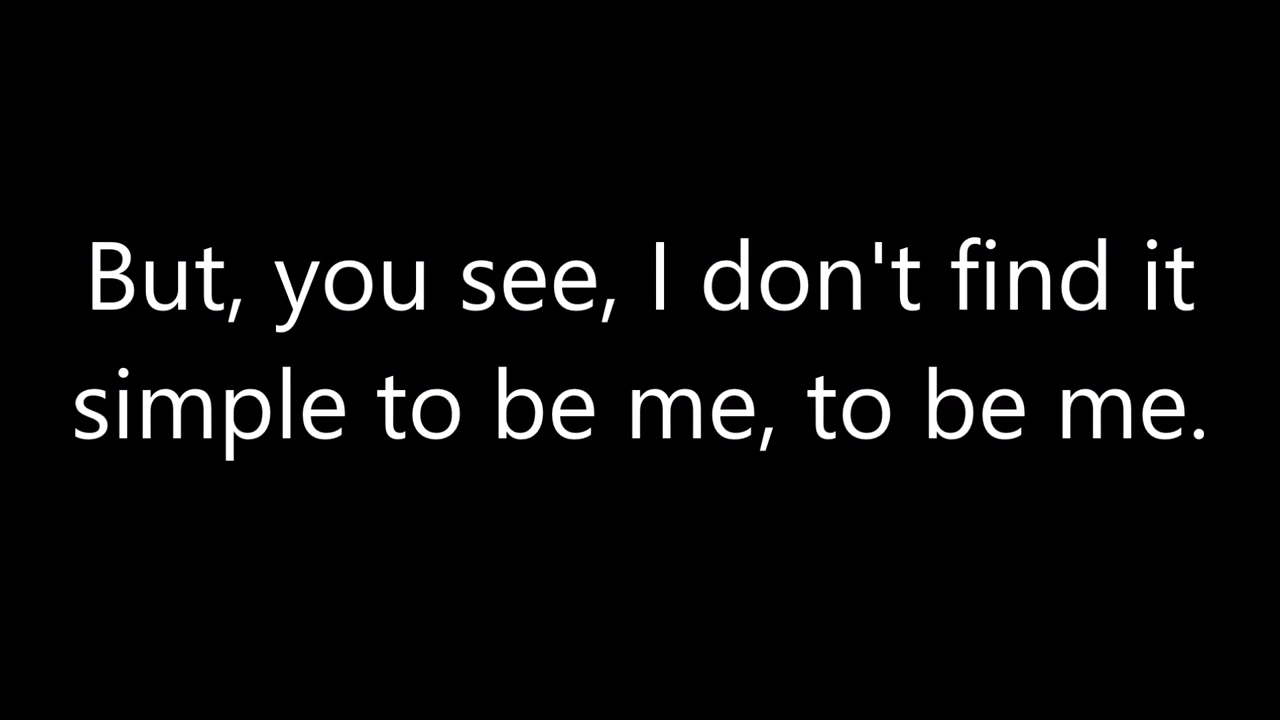 But, you see, I don't find it
simple to be me, to be me.